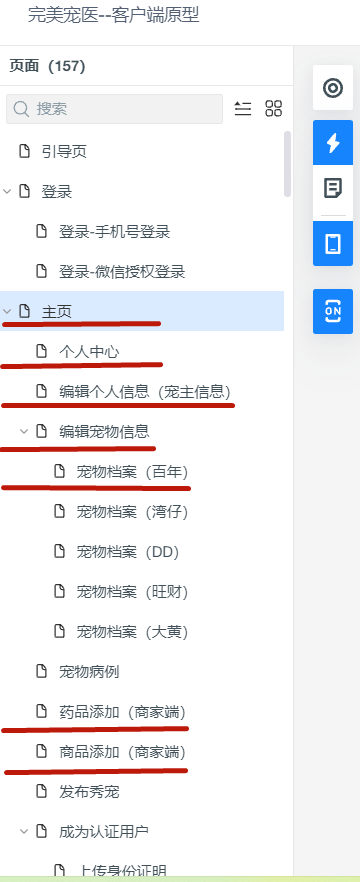 完美宠医--客户端原型
页面（157）
搜索
引导页
登录
登录-手机号登录
登录-微信授权登录
主页
个人中心
编辑个人信息（宠主信息）
编辑宠物信息
宠物档案（百年）
宠物档案（湾仔）
宠物档案（DD）
宠物档案（旺财）
宠物档案（大黄）
宠物病例
药品添加（商家端）
商品添加（商家端）
发布秀宠
成为认证用户
上传身份证明
ON